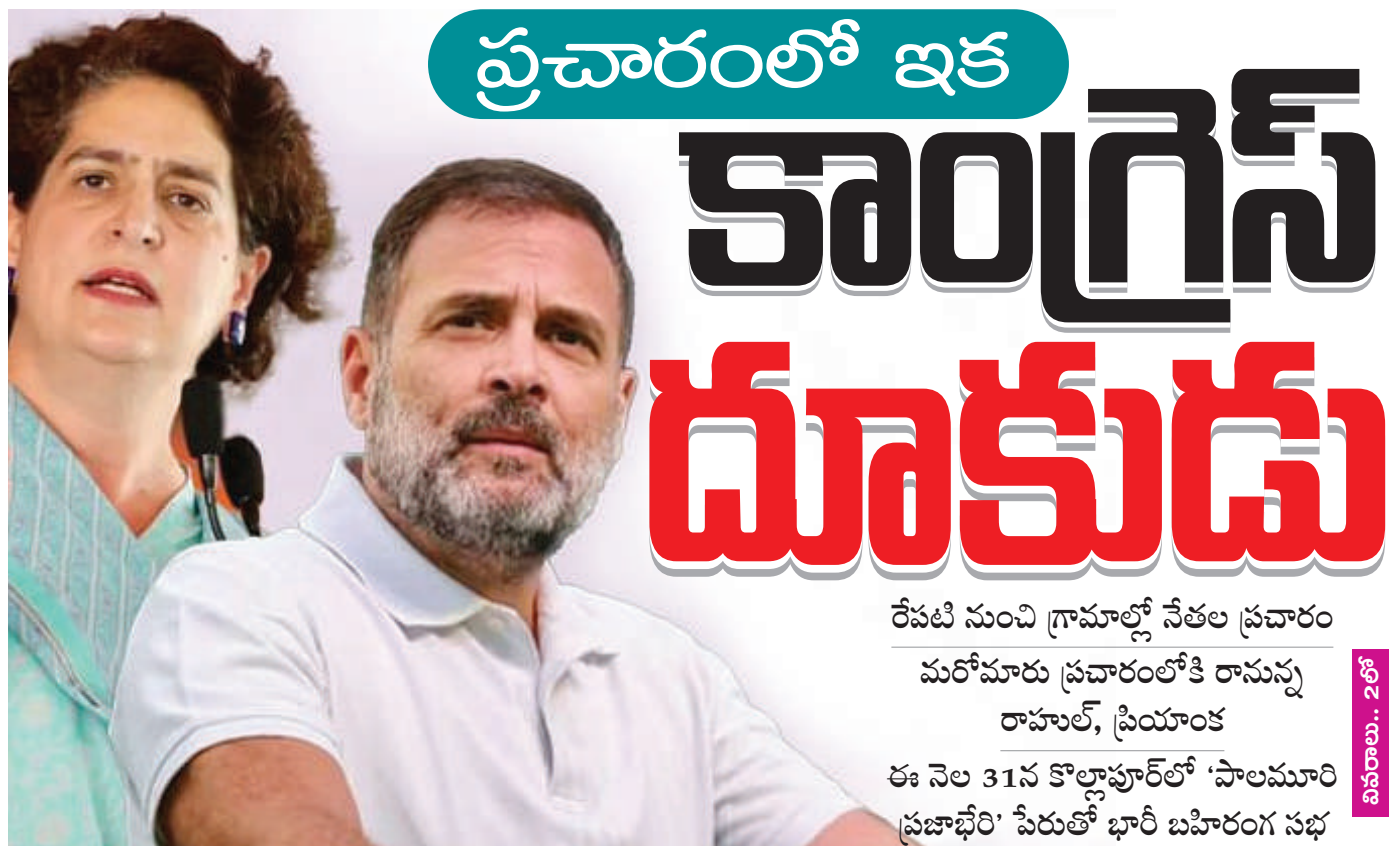 ప్రచారంలో ఇక
కాంగ్రెస్
దూకుడు
రేపటి నుంచి గ్రామాల్లో నేతల ప్రచారం
మరోమారు ప్రచారంలోకి రానున్న
రాహుల్, ప్రియాంక
ఈ నెల 31న కొల్లాపూర్‌లో ‘పాలమూరి
ప్రజాభేరి’ పేరుతో భారీ బహిరంగ సభ
వివరాలు.. 2లో